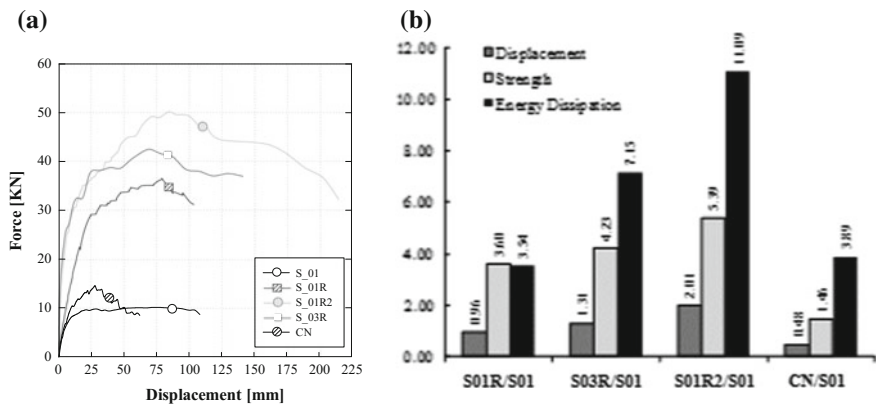 (a)
60
50
40
30
20
10
0
Force [KN]
0 25 50 75 100 125 150 175 200 225
Displacement [mm]
S_01
S_01R
S_01R2
S_03R
CN
(b)
12.00
10.00
8.00
6.00
4.00
2.00
0.00
Displacement
Strength
Energy Dissipation
0.96
3.60
3.54
1.31
4.23
7.15
2.01
5.39
11.09
0.48
1.46
3.89
S01R/S01 S03R/S01 S01R2/S01 CN/S01